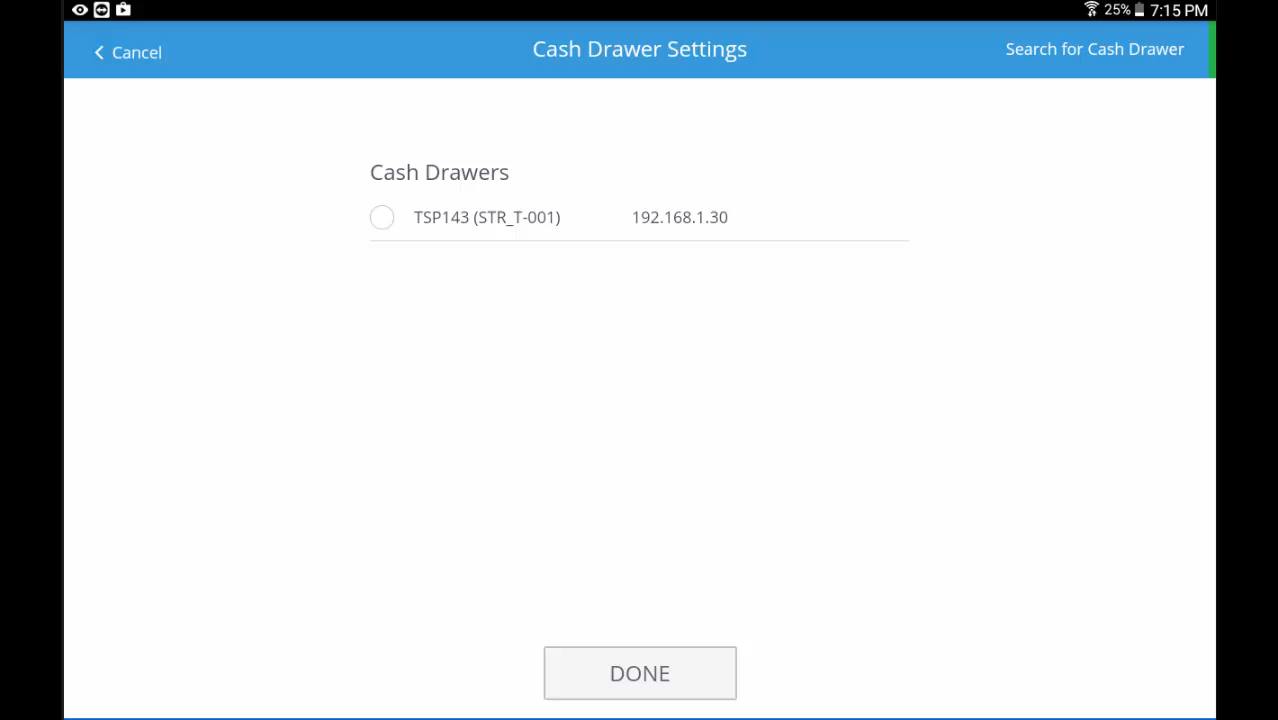 25% 7:15 PM
Cancel Cash Drawer Settings Search for Cash Drawer
Cash Drawers
TSP143 (STR_T-001) 192.168.1.30
DONE